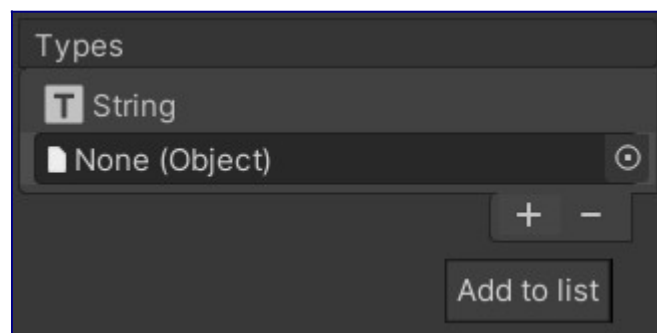 Types
T String
None (Object)
+ −
Add to list